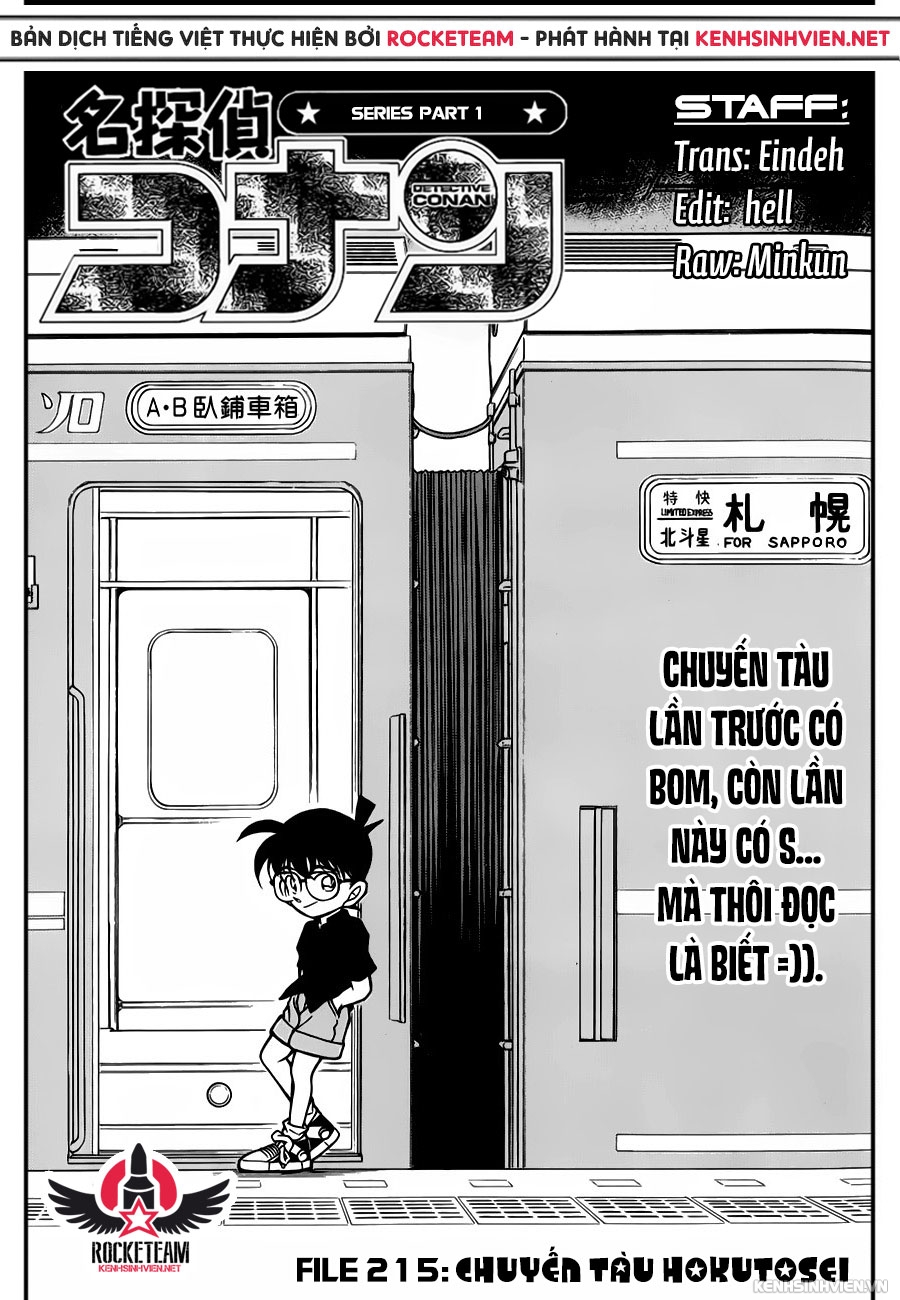 BẢN DỊCH TIẾNG VIỆT THỰC HIỆN BỞI ROCKETEAM - PHÁT HÀNH TẠI KENHSINHVIEN.NET
名探偵
SERIES PART 1
コナン
DETECTIVE
CONAN
STAFF:
Trans: Eindeh
Edit: hell
Raw: Minkun
ソロ
A・B 臥鋪車箱
特快
LIMITED EXPRESS
北斗星
札幌
FOR SAPPORO
CHUYẾN TÀU
LẦN TRƯỚC CÓ
BOM, CÒN LẦN
NÀY CÓ S...
MÀ THÔI ĐỌC
LÀ BIẾT =)).
ROCKETEAM
KENHSINHVIEN.NET
FILE 215: CHUYẾN TÀU HOKUTOSEI
KENHSINHVIEN.VN